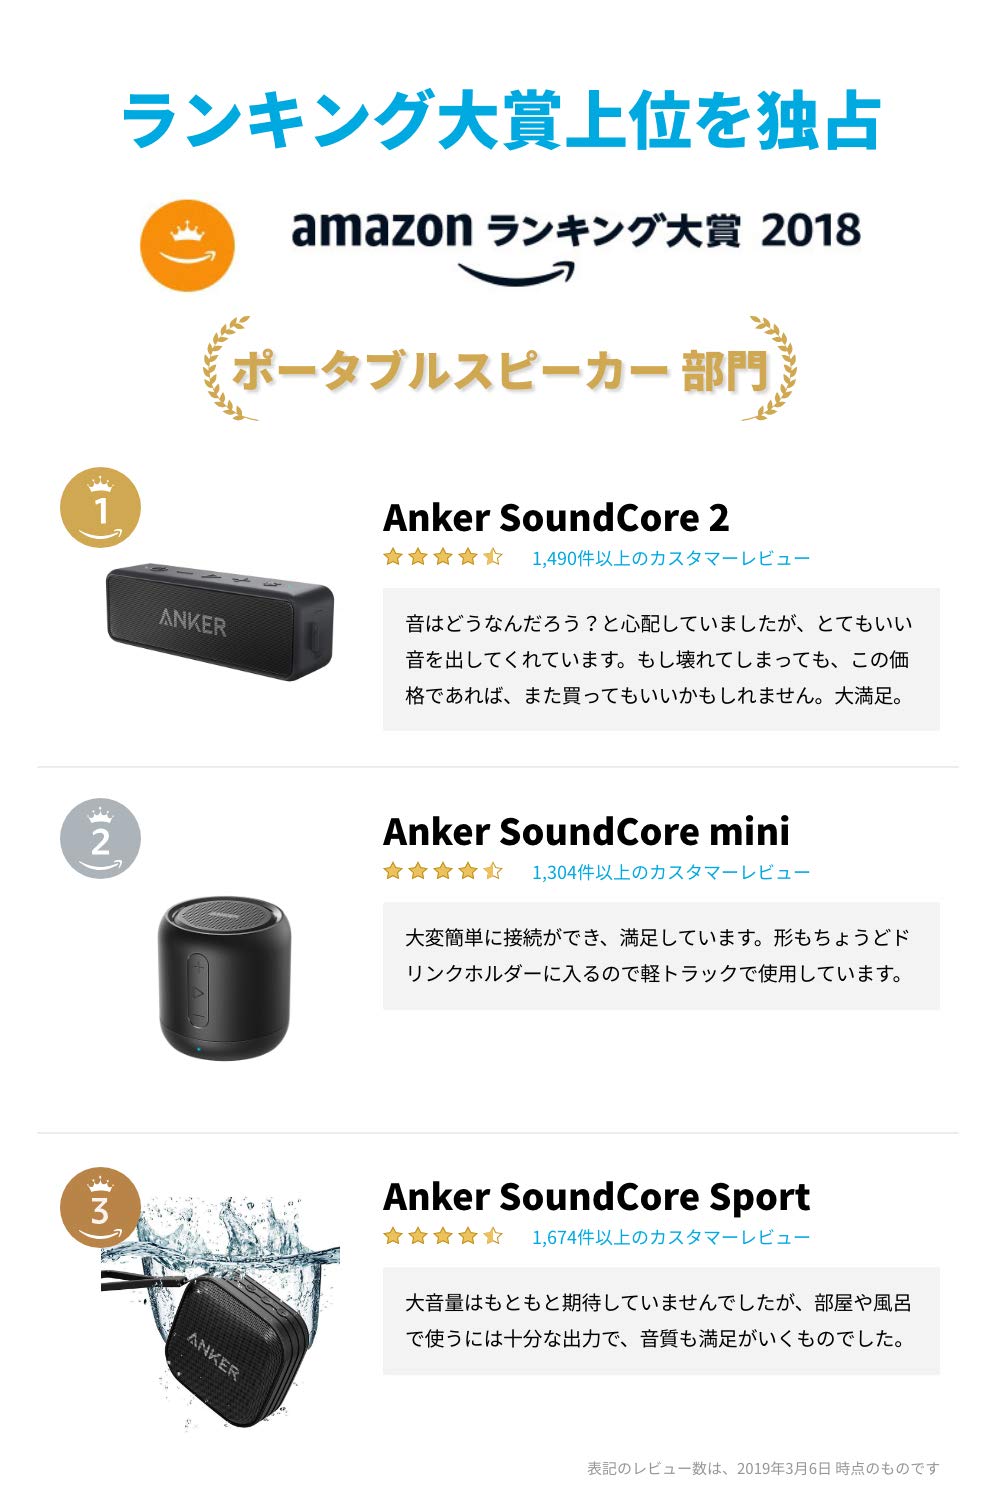 ランキング大賞上位を独占
amazon ランキング大賞 2018
ポータブルスピーカー 部門
1
Anker SoundCore 2
1,490件以上のカスタマーレビュー
ANKER
音はどうなんだろう？と心配していましたが、とてもいい
音を出してくれています。もし壊れてしまっても、この価
格であれば、また買ってもいいかもしれません。大満足。
2
Anker SoundCore mini
1,304件以上のカスタマーレビュー
大変簡単に接続ができ、満足しています。形もちょうどド
リンクホルダーに入るので軽トラックで使用しています。
3
Anker SoundCore Sport
1,674件以上のカスタマーレビュー
ANKER
大音量はもともと期待していませんでしたが、部屋や風呂
で使うには十分な出力で、音質も満足がいくものでした。
表記のレビュー数は、2019年3月6日 時点のものです